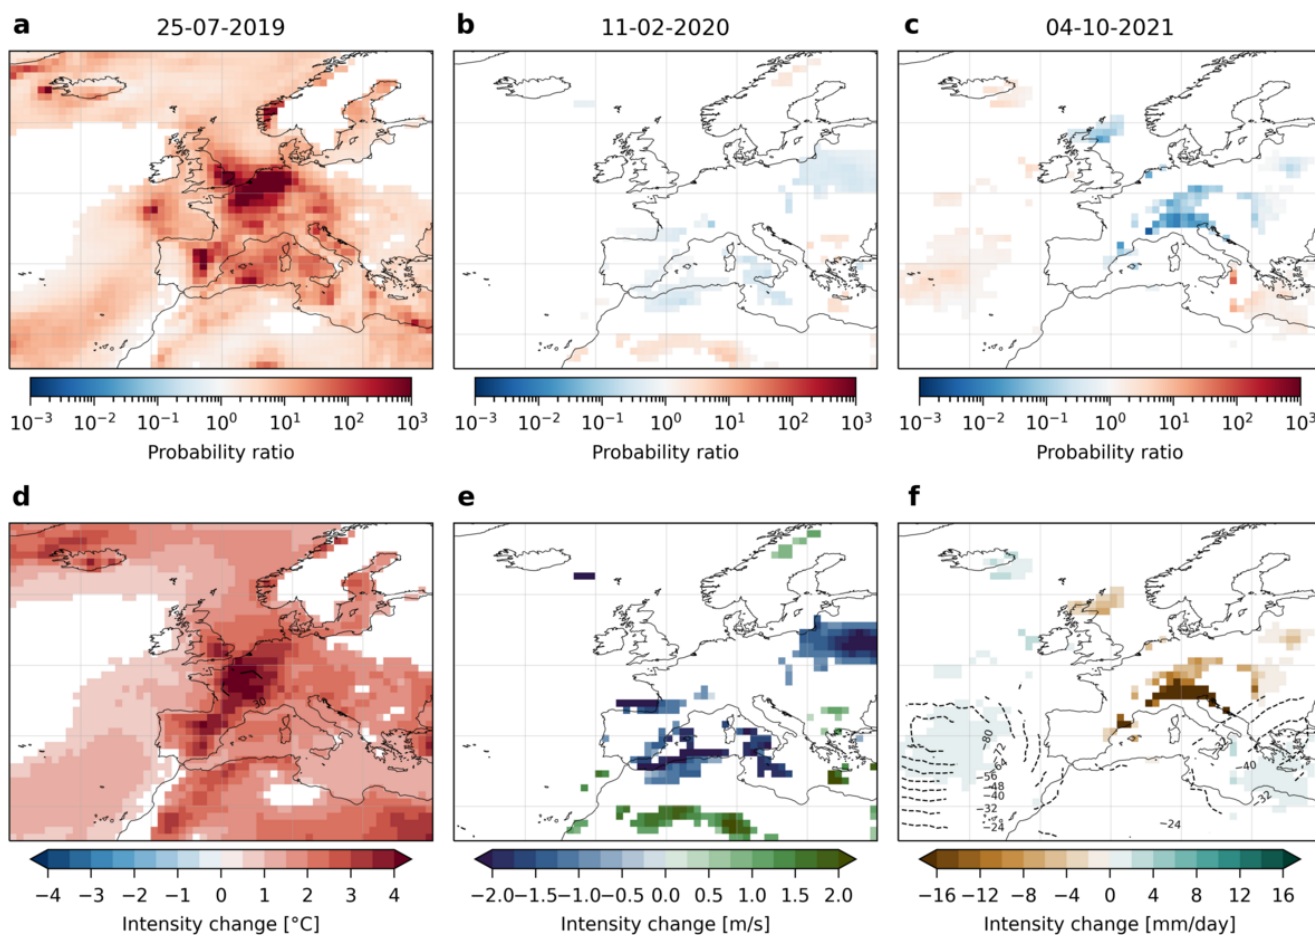 a 25-07-2019
b 11-02-2020
c 04-10-2021
10⁻³ 10⁻² 10⁻¹ 10⁰ 10¹ 10² 10³
Probability ratio
10⁻³ 10⁻² 10⁻¹ 10⁰ 10¹ 10² 10³
Probability ratio
10⁻³ 10⁻² 10⁻¹ 10⁰ 10¹ 10² 10³
Probability ratio
d
30
−4 −3 −2 −1 0 1 2 3 4
Intensity change [°C]
e
−2.0 −1.5 −1.0 −0.5 0.0 0.5 1.0 1.5 2.0
Intensity change [m/s]
f
80
−72
−64
−56
−48
−40
−32
−24
−40
−32
−24
−16 −12 −8 −4 0 4 8 12 16
Intensity change [mm/day]